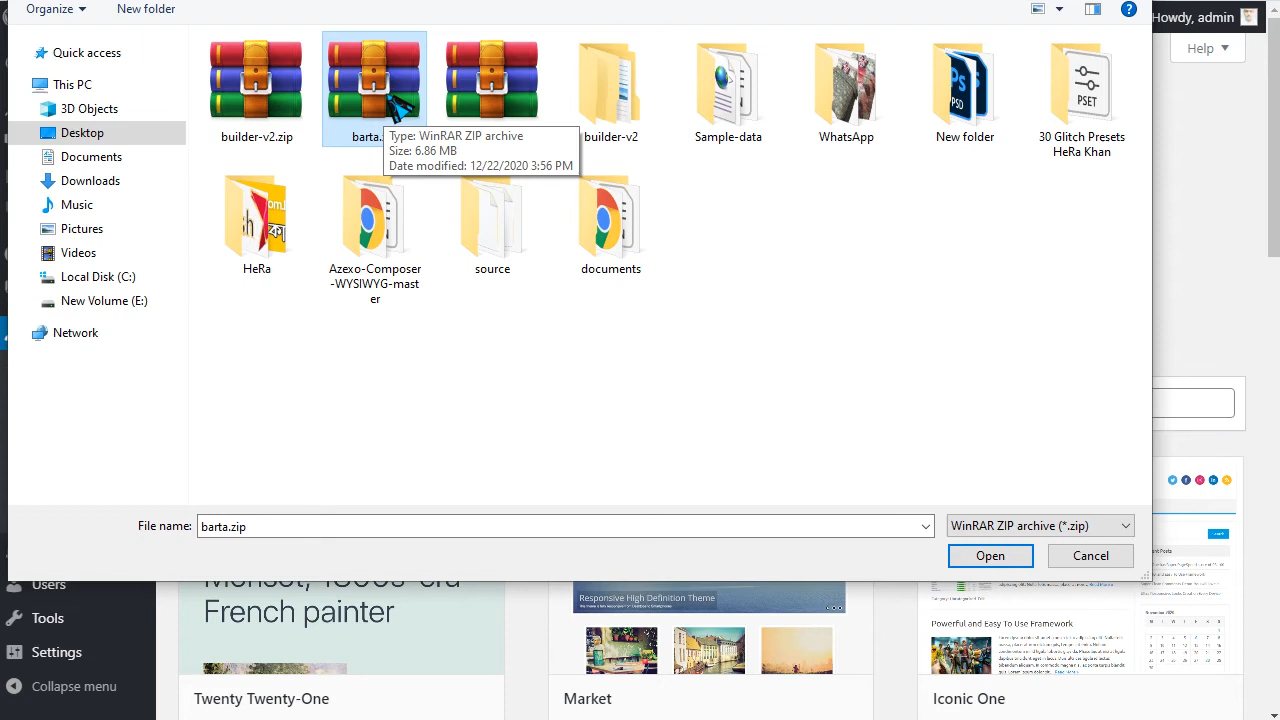 Organize
New folder
Howdy, admin
Help
Quick access
This PC
3D Objects
Desktop
Documents
Downloads
Music
Pictures
Videos
Local Disk (C:)
New Volume (E:)
Network
builder-v2.zip
barta.
builder-v2
Sample-data
WhatsApp
New folder
30 Glitch Presets
HeRa Khan
PSD
PSET
Type: WinRAR ZIP archive
Size: 6.86 MB
Date modified: 12/22/2020 3:56 PM
HeRa
Azexo-Composer
-WYSIWYG-mast
er
source
documents
File name:
barta.zip
WinRAR ZIP archive (*.zip)
Open
Cancel
Users
Tools
Settings
Collapse menu
French painter
Twenty Twenty-One
Responsive High Definition Theme
Market
Powerful and Easy To Use Framework
Iconic One